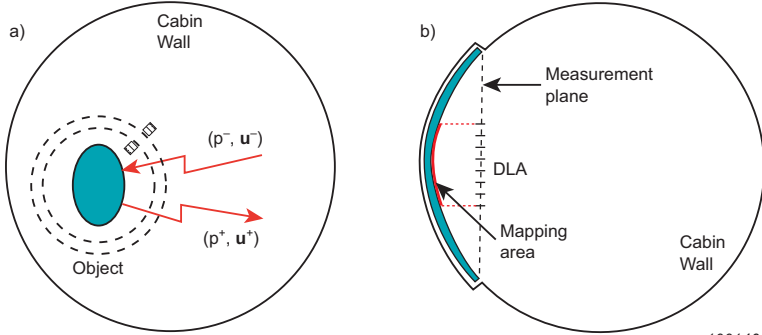 a)
Cabin
Wall
(p⁻, u⁻)
(p⁺, u⁺)
Object
b)
Measurement
plane
DLA
Mapping
area
Cabin
Wall